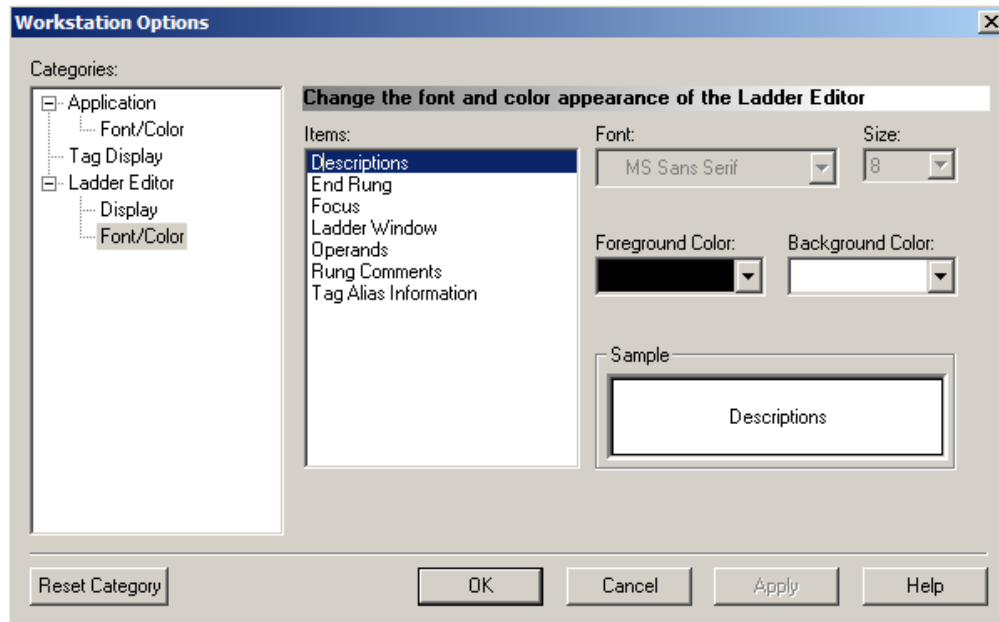 Workstation Options
Categories:
Application
Font/Color
Tag Display
Ladder Editor
Display
Font/Color
Change the font and color appearance of the Ladder Editor
Items:
Descriptions
End Rung
Focus
Ladder Window
Operands
Rung Comments
Tag Alias Information
Font:
MS Sans Serif
Size:
8
Foreground Color:
Background Color:
Sample
Descriptions
Reset Category
OK
Cancel
Apply
Help